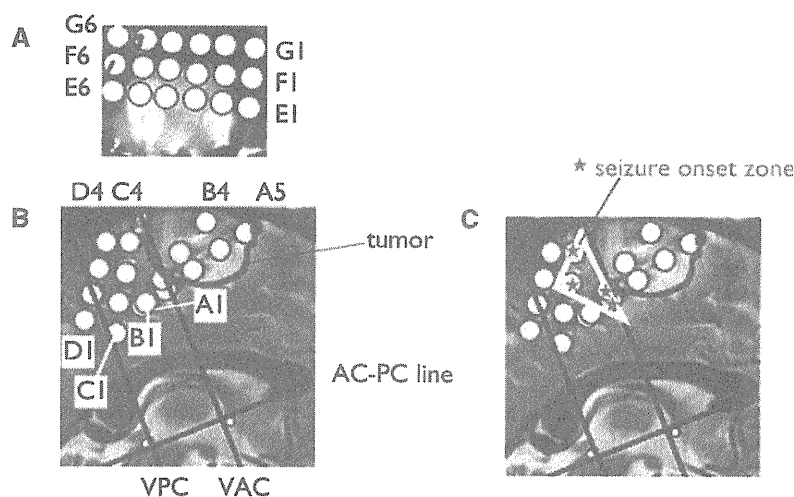 A
G6
F6
E6
G1
F1
E1
B
D4 C4 B4 A5
tumor
A1
B1
D1
C1
AC-PC line
VPC VAC
C
* seizure onset zone